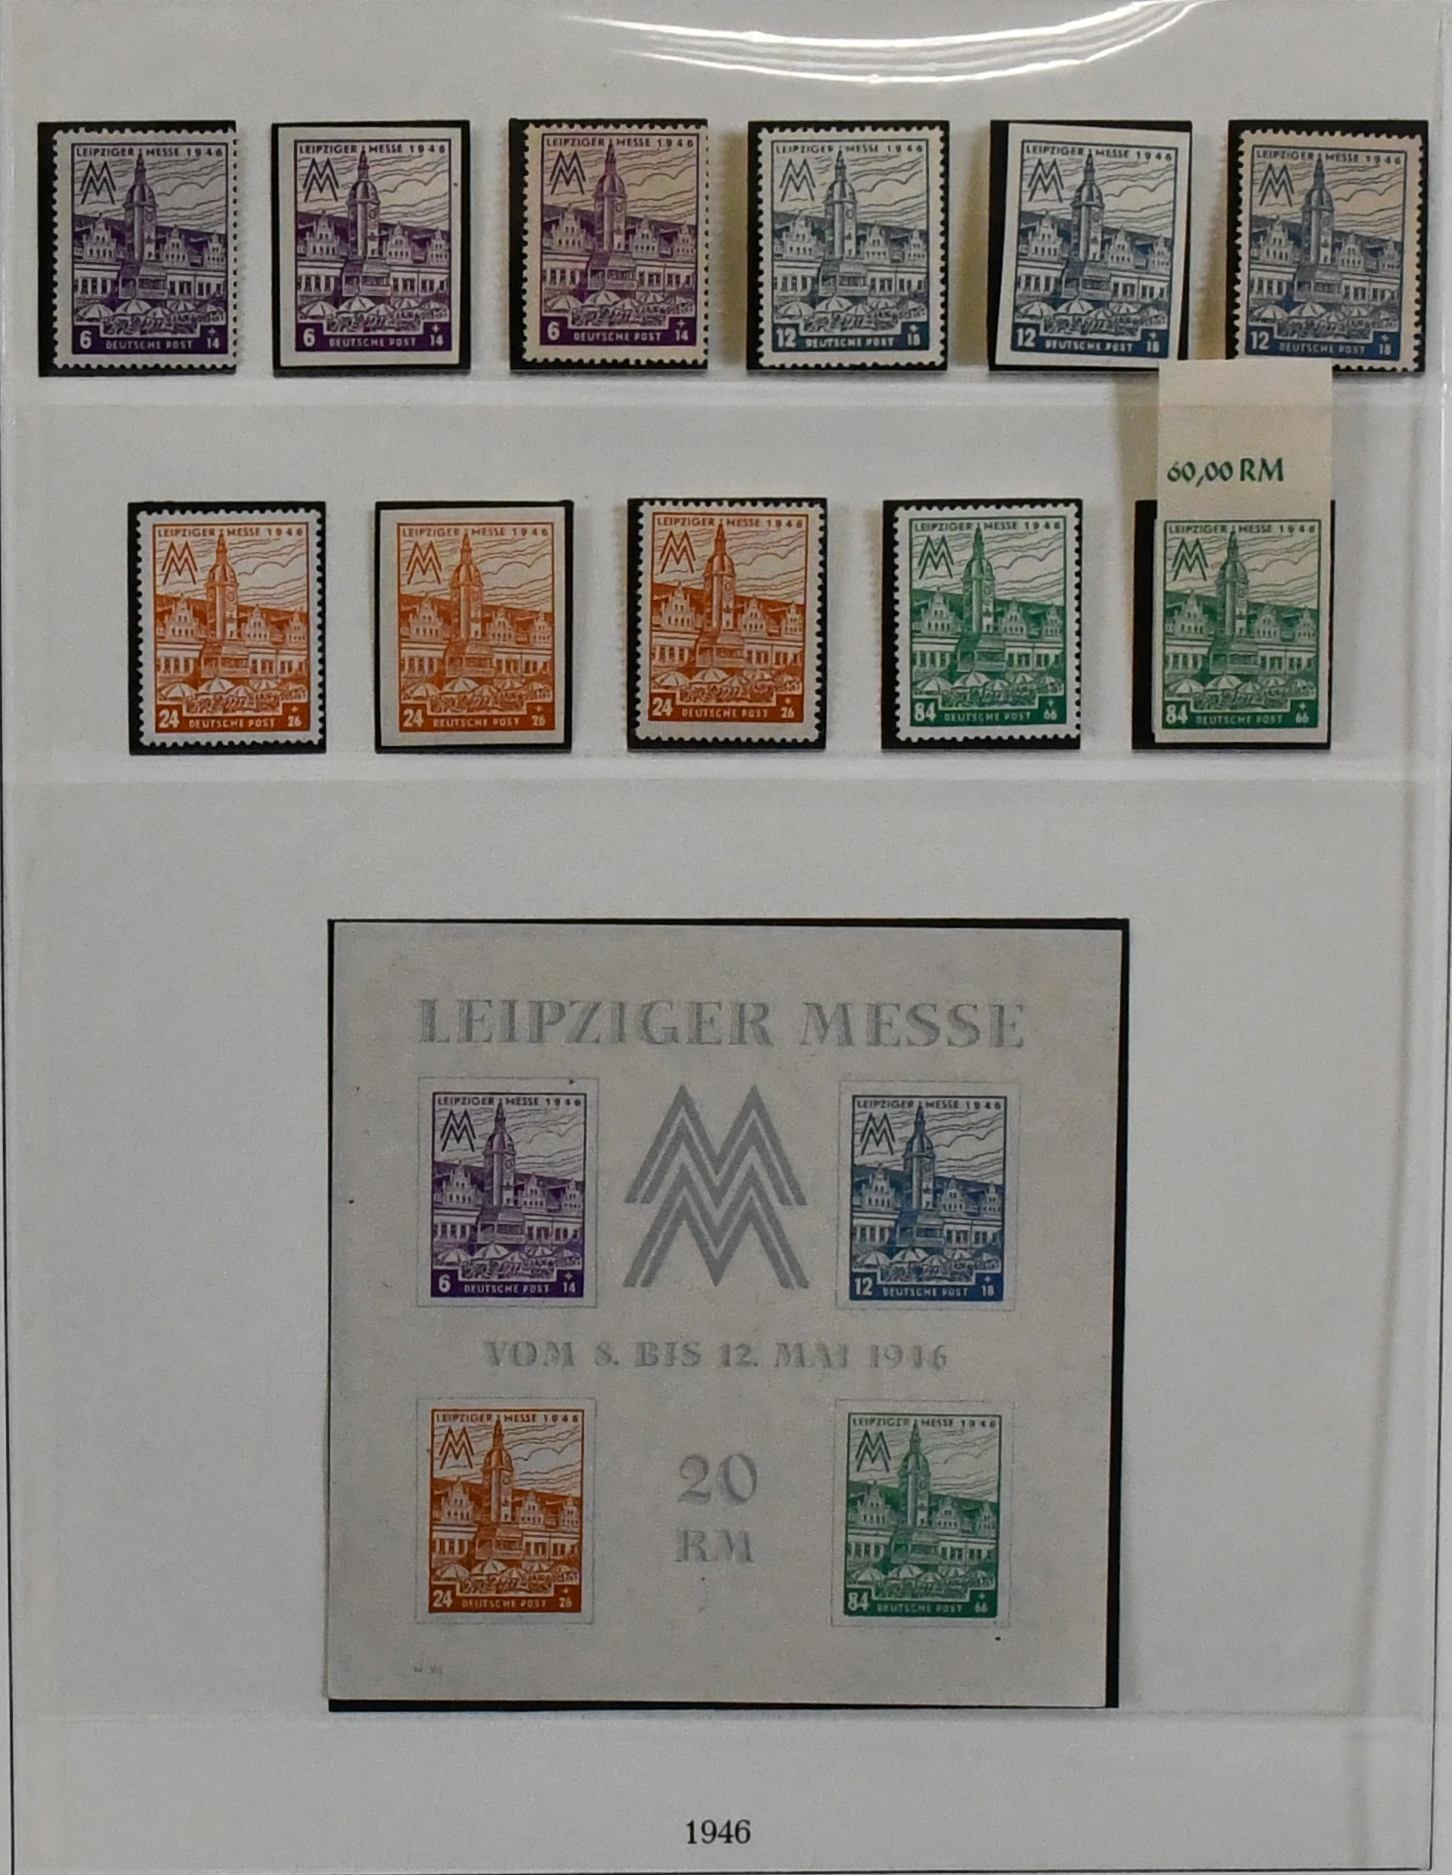 LEIPZIGER MESSE 1946
6 DEUTSCHE POST + 14
LEIPZIGER MESSE 1946
6 DEUTSCHE POST + 14
LEIPZIGER MESSE 1946
6 DEUTSCHE POST + 14
LEIPZIGER MESSE 1946
12 DEUTSCHE POST + 18
LEIPZIGER MESSE 1946
12 DEUTSCHE POST + 18
LEIPZIGER MESSE 1946
12 DEUTSCHE POST + 18
60,00 RM
LEIPZIGER MESSE 1946
24 DEUTSCHE POST + 26
LEIPZIGER MESSE 1946
24 DEUTSCHE POST + 26
LEIPZIGER MESSE 1946
24 DEUTSCHE POST + 26
LEIPZIGER MESSE 1946
84 DEUTSCHE POST + 66
LEIPZIGER MESSE 1946
84 DEUTSCHE POST + 66
LEIPZIGER MESSE
LEIPZIGER MESSE 1946
6 DEUTSCHE POST + 14
LEIPZIGER MESSE 1946
12 DEUTSCHE POST + 18
VOM 8. BIS 12. MAI 1946
LEIPZIGER MESSE 1946
24 DEUTSCHE POST + 26
20
RM
LEIPZIGER MESSE 1946
84 DEUTSCHE POST + 66
1946